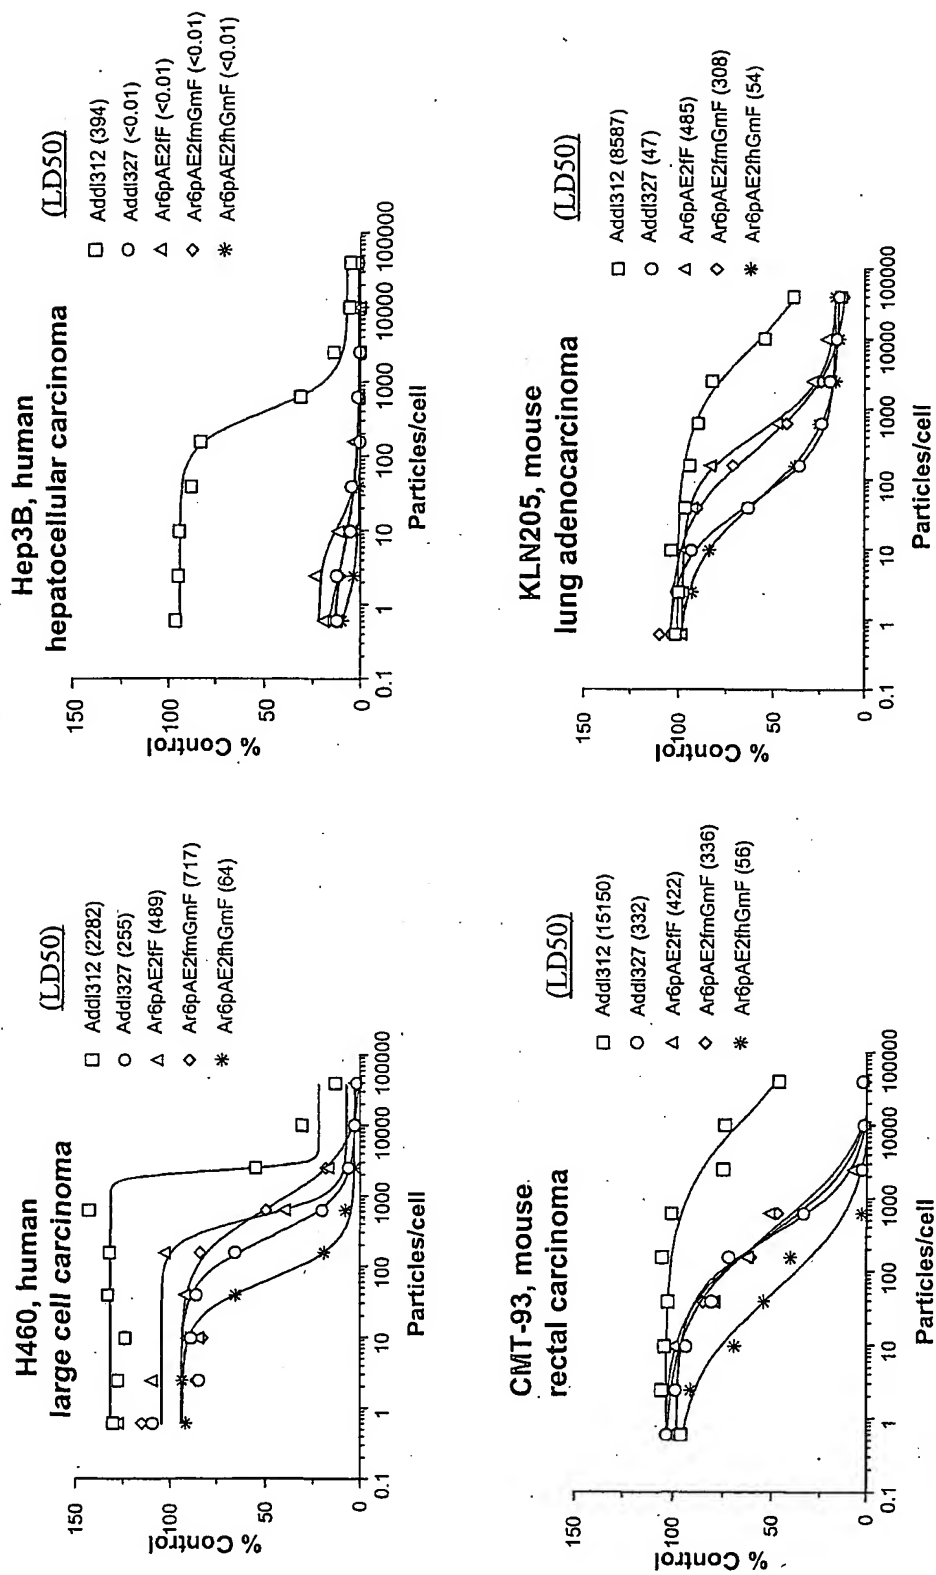 H460, human
large cell carcinoma
(LD50)
Addl312 (2282)
Addl327 (255)
Ar6pAE2fF (489)
Ar6pAE2fmGmF (717)
Ar6pAE2fhGmF (64)
% Control
150
100
50
0
0.1
1
10
100
1000
10000
100000
Particles/cell
Hep3B, human
hepatocellular carcinoma
(LD50)
Addl312 (394)
Addl327 (<0.01)
Ar6pAE2fF (<0.01)
Ar6pAE2fmGmF (<0.01)
Ar6pAE2fhGmF (<0.01)
% Control
150
100
50
0
0.1
1
10
100
1000
10000
100000
Particles/cell
CMT-93, mouse
rectal carcinoma
(LD50)
Addl312 (15150)
Addl327 (332)
Ar6pAE2fF (422)
Ar6pAE2fmGmF (336)
Ar6pAE2fhGmF (56)
% Control
150
100
50
0
0.1
1
10
100
1000
10000
100000
Particles/cell
KLN205, mouse
lung adenocarcinoma
(LD50)
Addl312 (8587)
Addl327 (47)
Ar6pAE2fF (485)
Ar6pAE2fmGmF (308)
Ar6pAE2fhGmF (54)
% Control
150
100
50
0
0.1
1
10
100
1000
10000
100000
Particles/cell